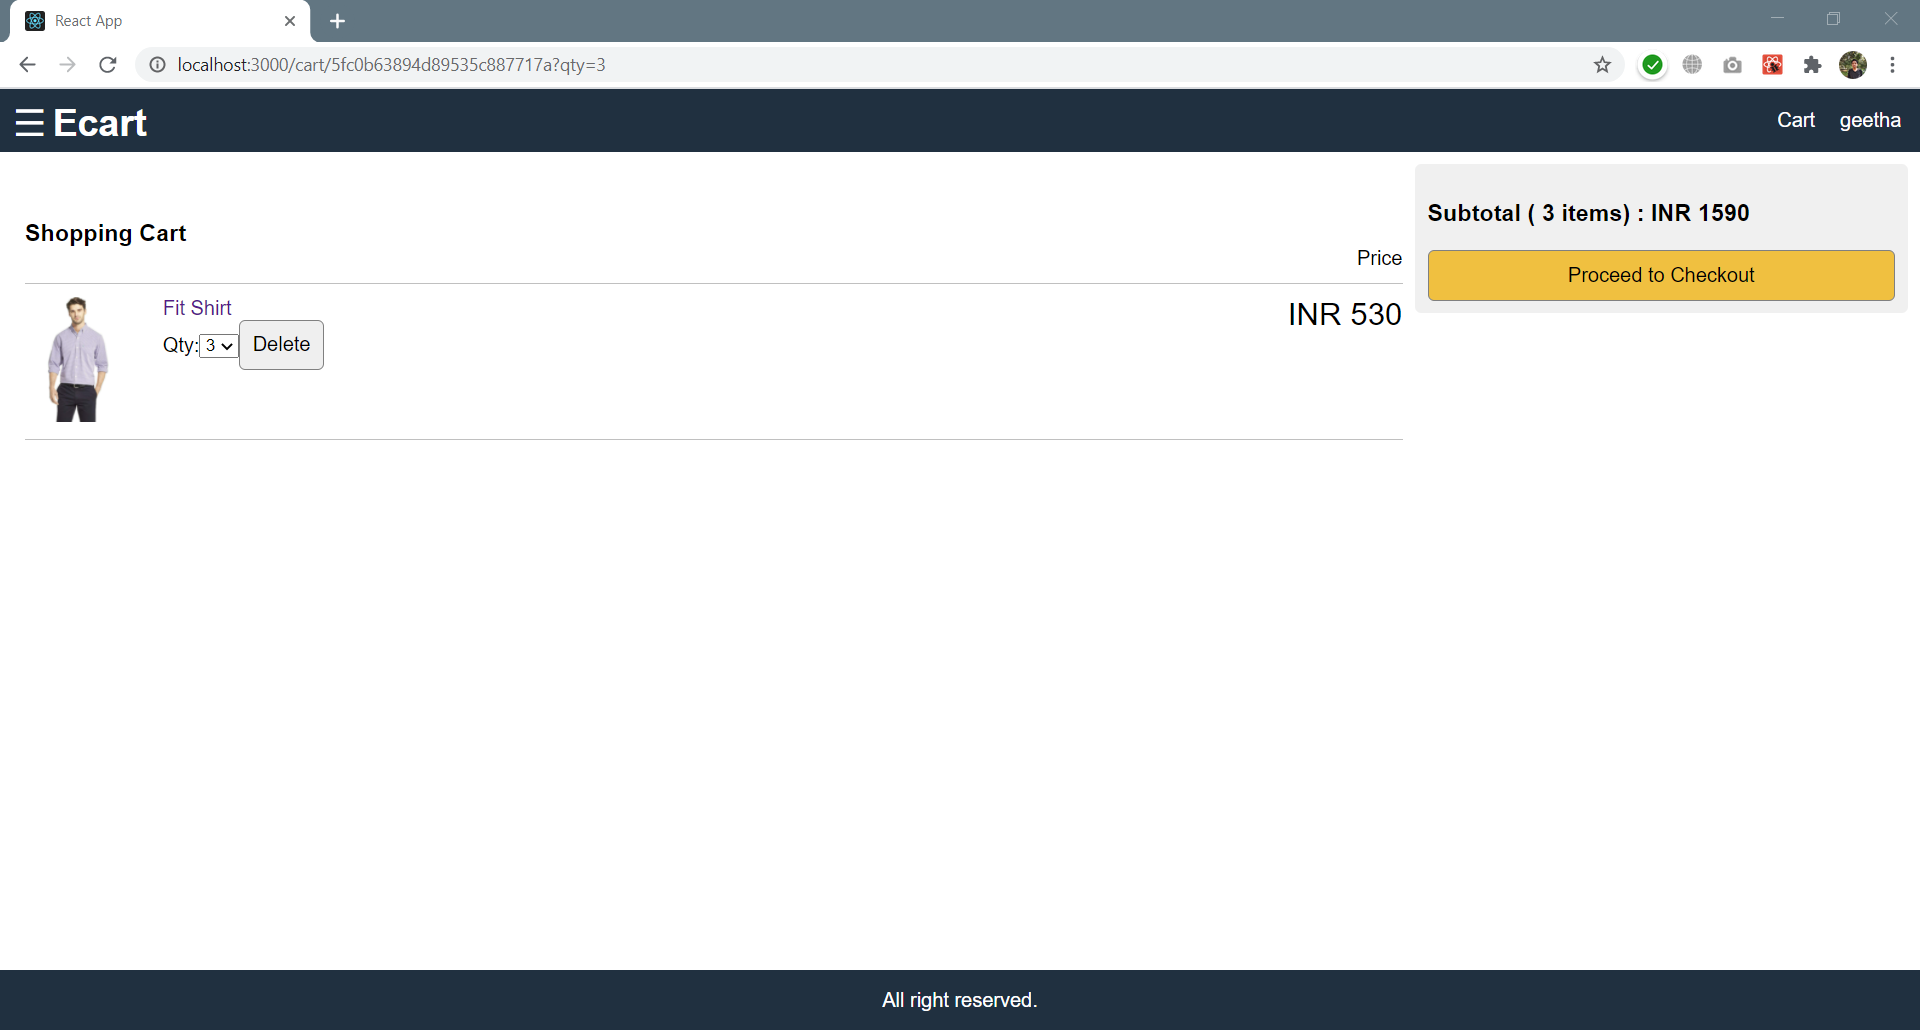 React App
localhost:3000/cart/5fc0b63894d89535c887717a?qty=3
☰ Ecart
Cart geetha
Shopping Cart
Price
Fit Shirt
Qty: 3 Delete
INR 530
Subtotal ( 3 items) : INR 1590
Proceed to Checkout
All right reserved.